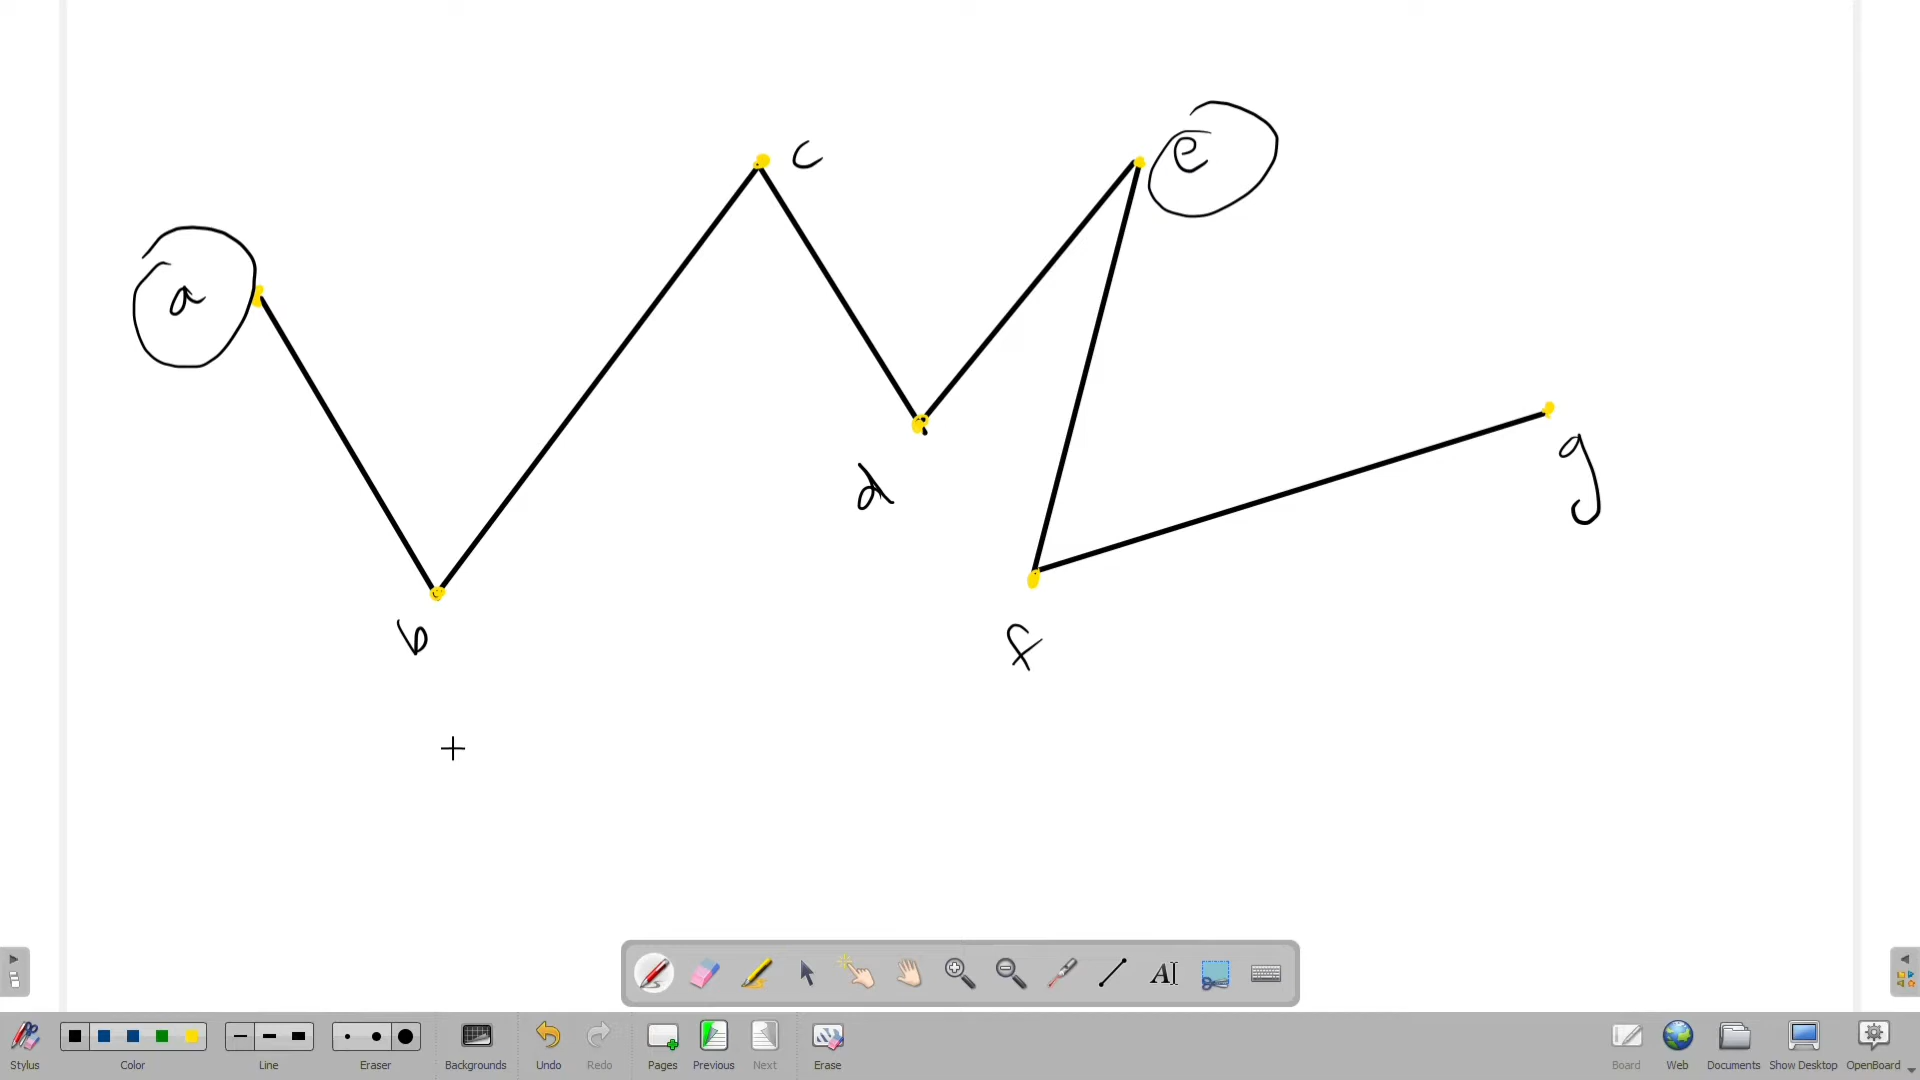 c
e
a
g
d
b
f
Stylus
Color
Line
Eraser
Backgrounds
Undo
Redo
Pages
Previous
Next
Erase
Board
Web
Documents
Show Desktop
OpenBoard